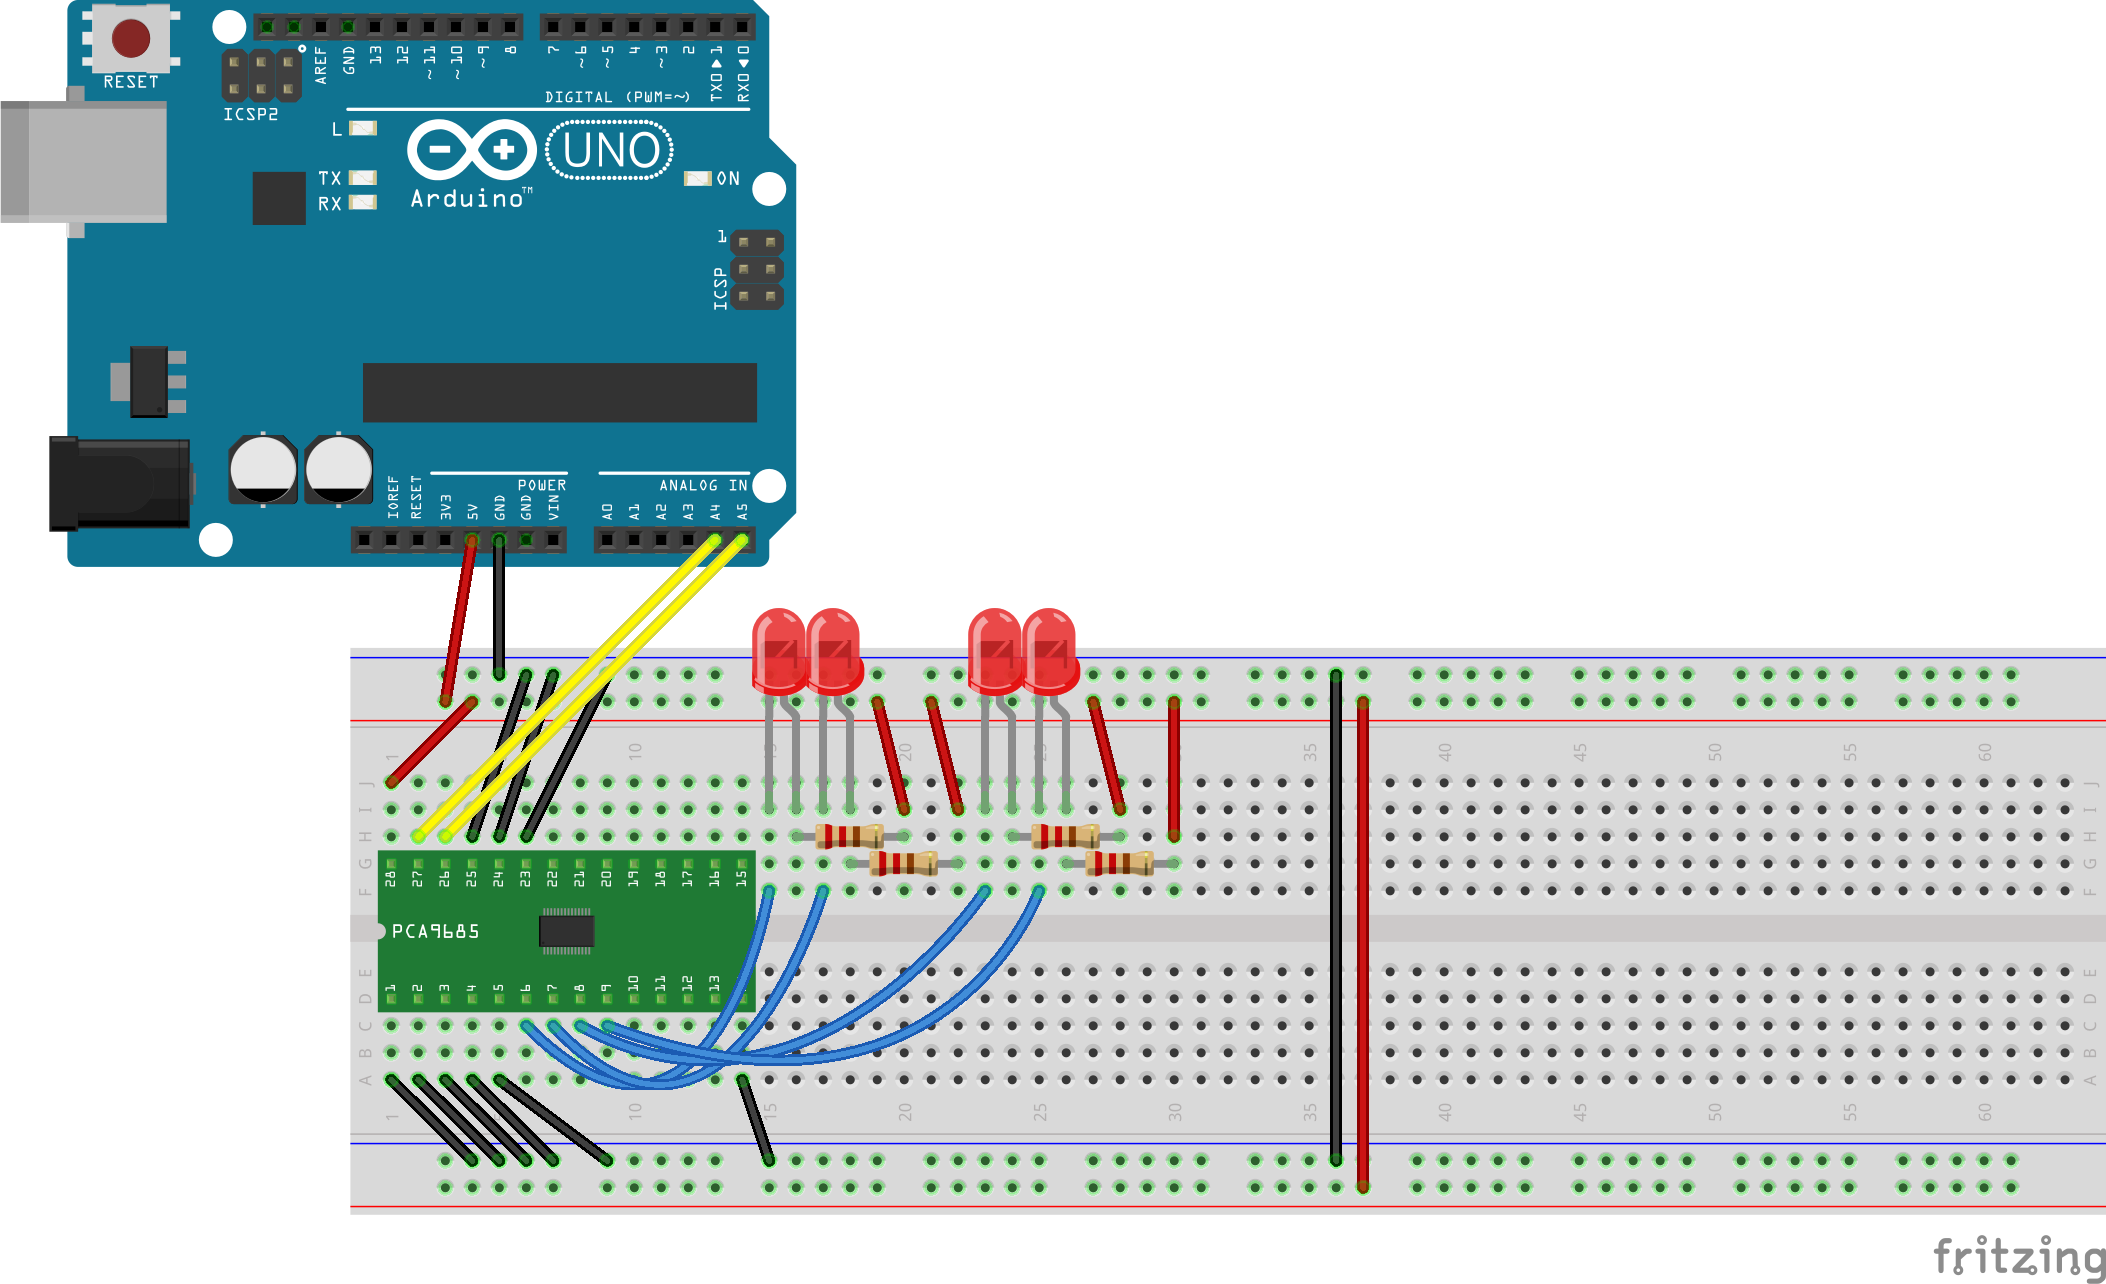 RESET
ICSP2
AREF GND 13 12 ~11 ~10 ~9 8 7 ~6 ~5 4 ~3 2 TX0▶1 RX0◀0
DIGITAL (PWM=~)
L
TX
RX
Arduino™
UNO
ON
1
ICSP
POWER
ANALOG IN
IOREF RESET 3V3 5V GND GND VIN A0 A1 A2 A3 A4 A5
1 10 15 20 25 30 35 40 45 50 55 60
J J
I I
H H
G G
F F
28 27 26 25 24 23 22 21 20 19 18 17 16 15
PCA9685
1 2 3 4 5 6 7 8 9 10 11 12 13
E E
D D
C C
B B
A A
1 10 15 20 25 30 35 40 45 50 55 60
fritzing